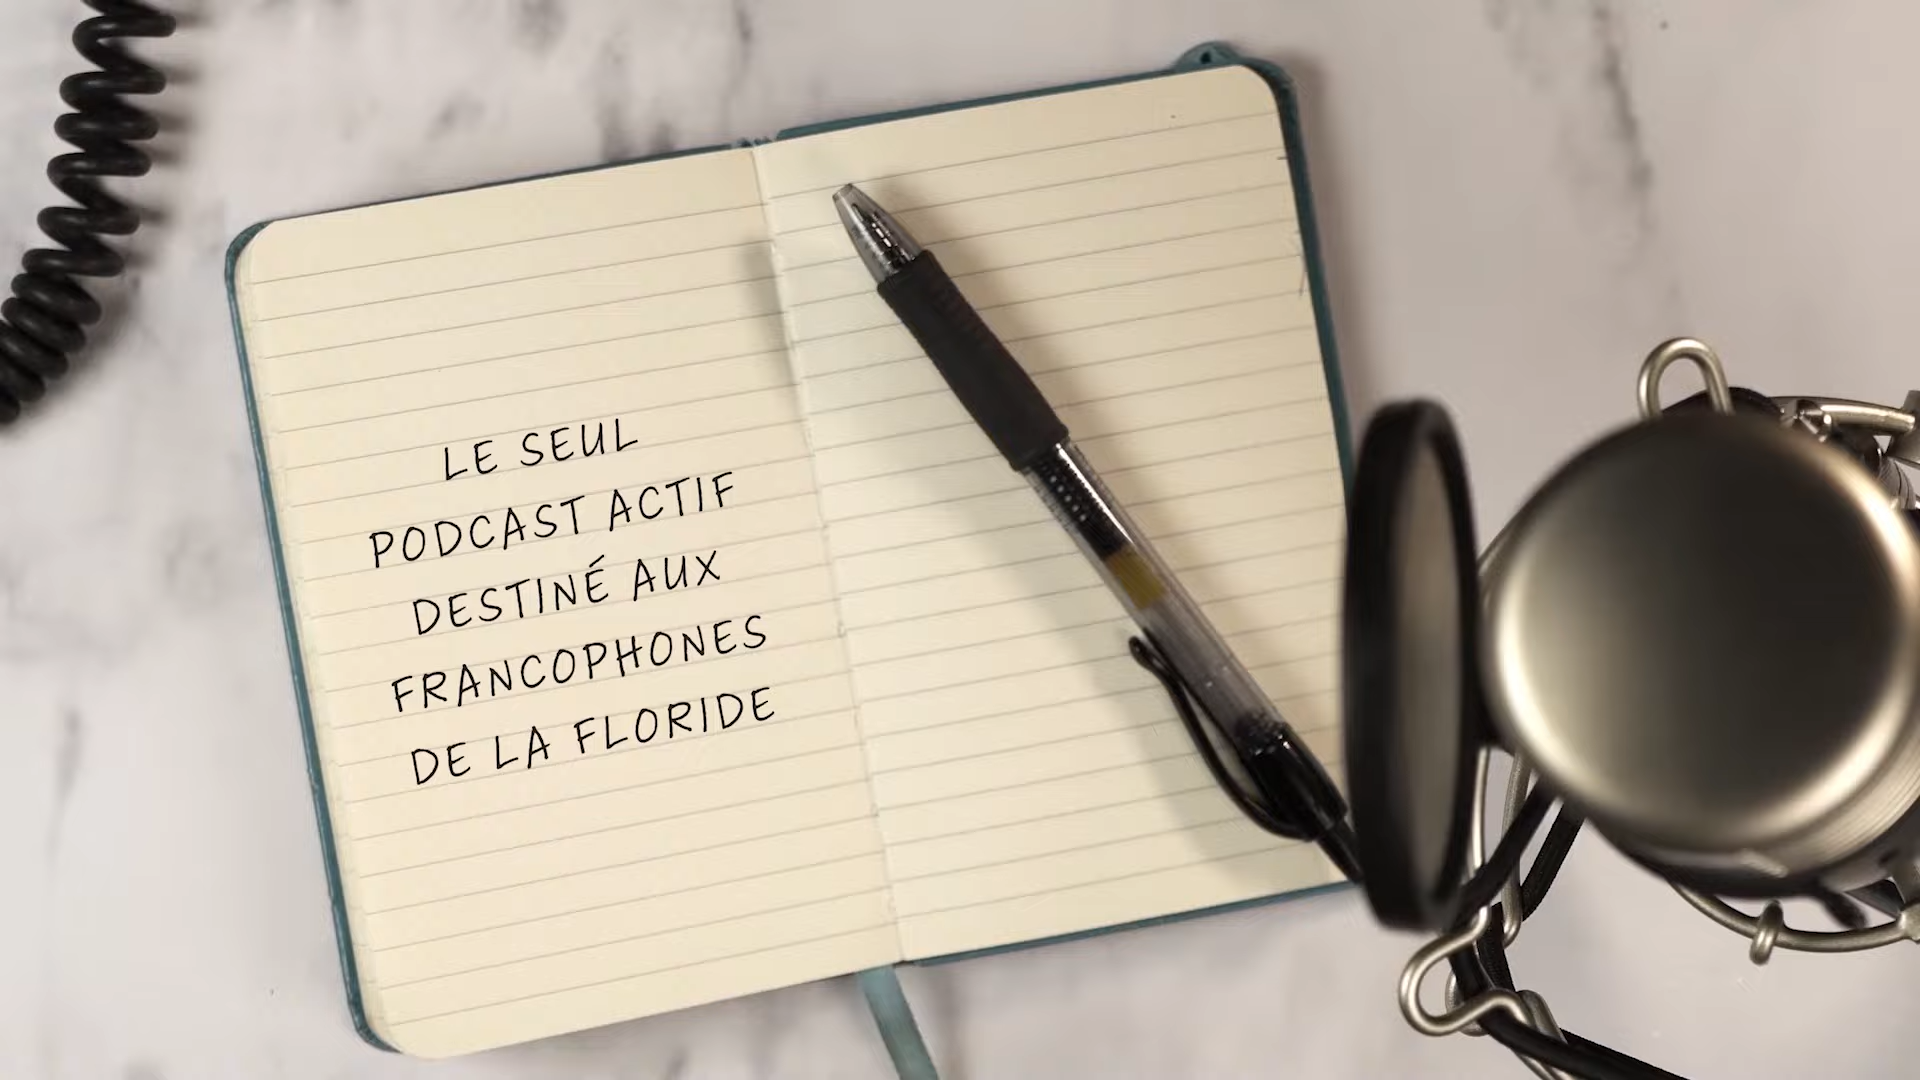 LE SEUL
PODCAST ACTIF
DESTINÉ AUX
FRANCOPHONES
DE LA FLORIDE